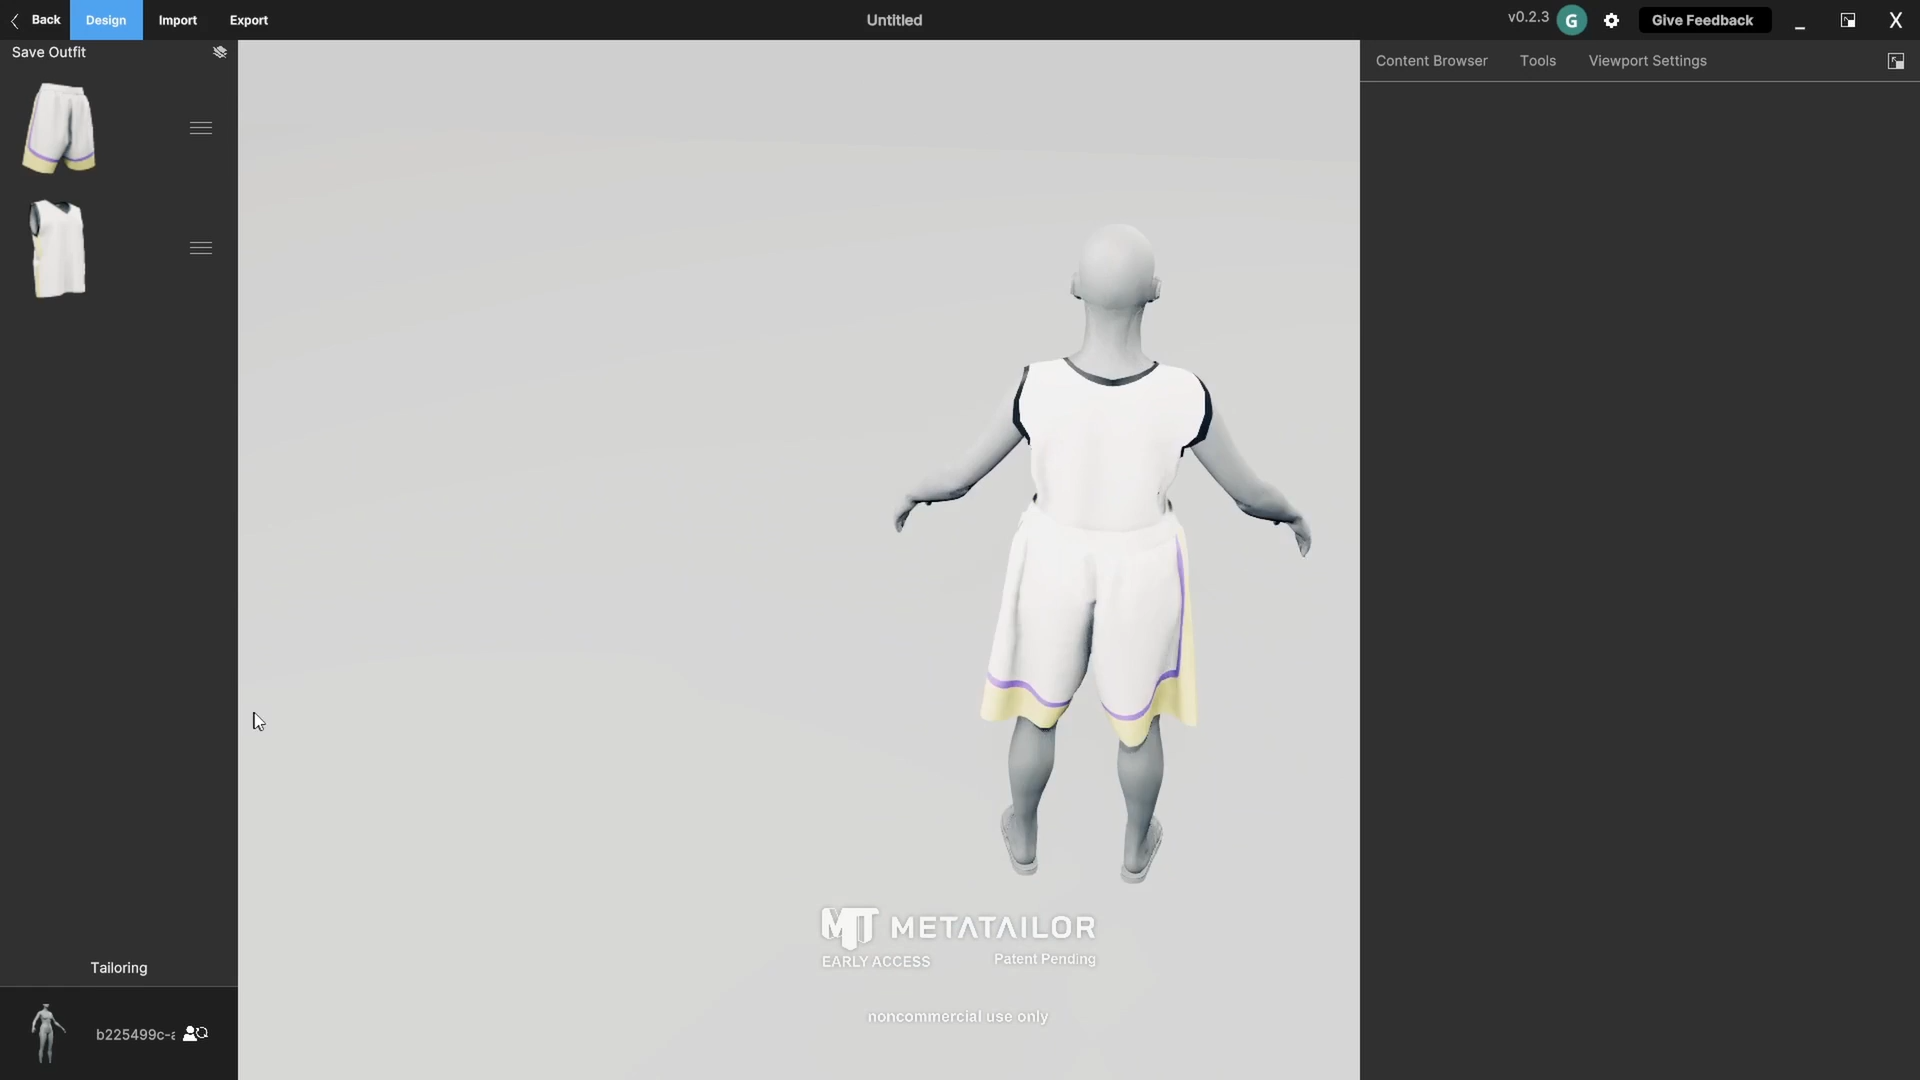 Back
Design
Import
Export
Untitled
v0.2.3
G
Give Feedback
X
Save Outfit
Content Browser
Tools
Viewport Settings
MT METATAILOR
EARLY ACCESS
Patent Pending
noncommercial use only
Tailoring
b225499c-a